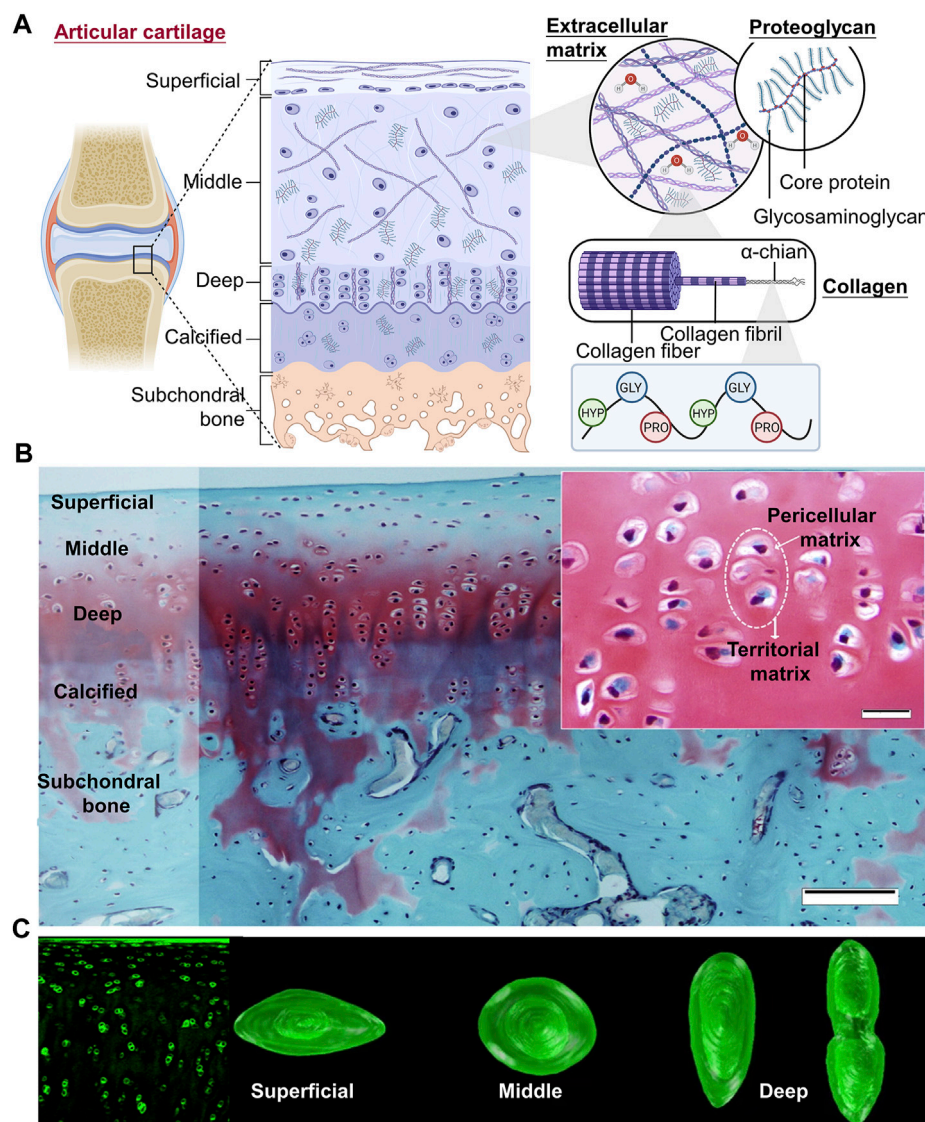 A
Articular cartilage
Superficial
Middle
Deep
Calcified
Subchondral
bone
Extracellular
matrix
Proteoglycan
O
H
H
O
H
H
O
H
H
Core protein
Glycosaminoglycan
α-chian
Collagen
Collagen fibril
Collagen fiber
HYP
GLY
PRO
HYP
GLY
PRO
B
Superficial
Middle
Deep
Calcified
Subchondral
bone
Pericellular
matrix
Territorial
matrix
C
Superficial
Middle
Deep